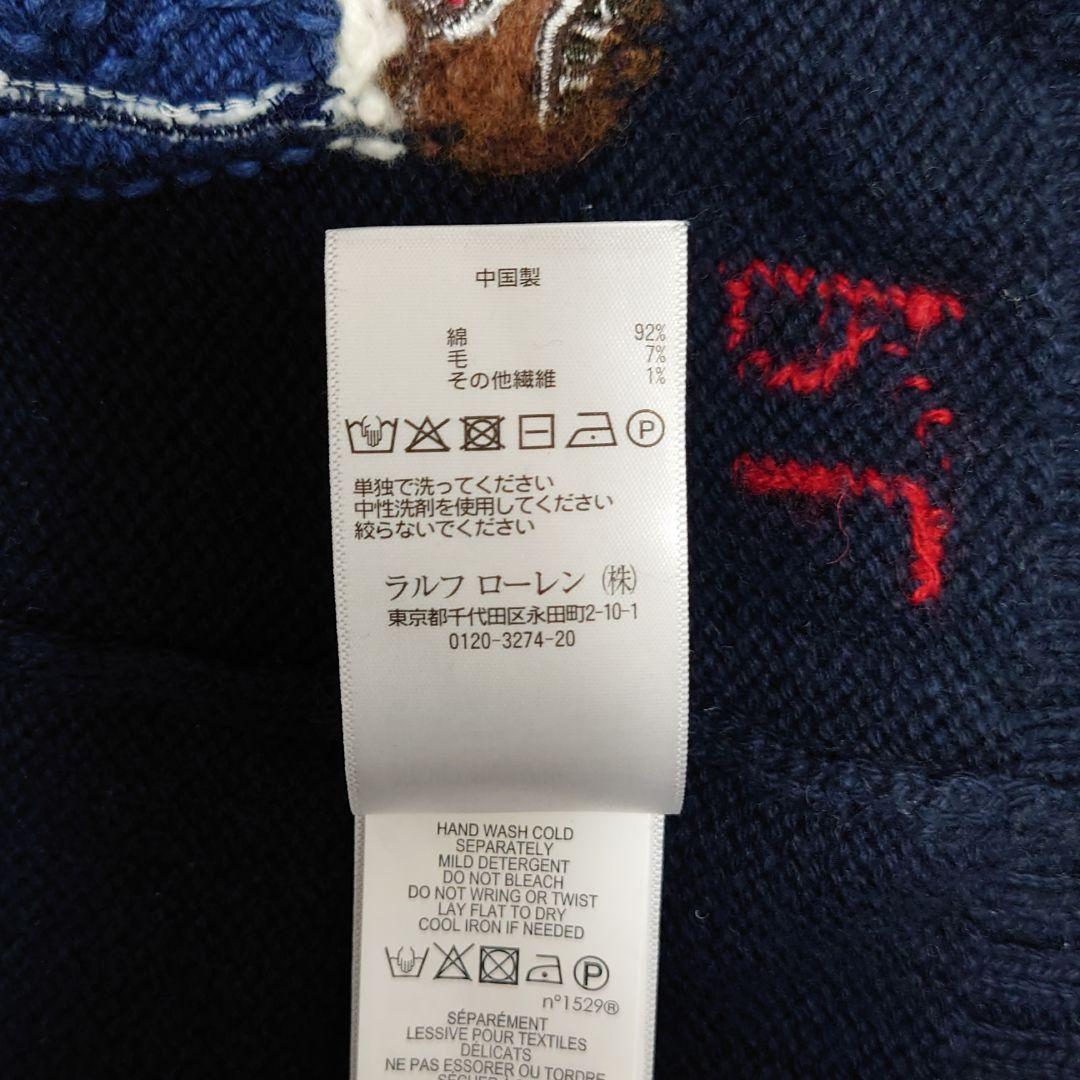 中国製
綿 92%
毛 7%
その他繊維 1%
P
単独で洗ってください
中性洗剤を使用してください
絞らないでください
ラルフ ローレン (株)
東京都千代田区永田町2-10-1
0120-3274-20
HAND WASH COLD
SEPARATELY
MILD DETERGENT
DO NOT BLEACH
DO NOT WRING OR TWIST
LAY FLAT TO DRY
COOL IRON IF NEEDED
P
n°1529®
SÉPARÉMENT
LESSIVE POUR TEXTILES
DÉLICATS
NE PAS ESSORER OU TORDRE